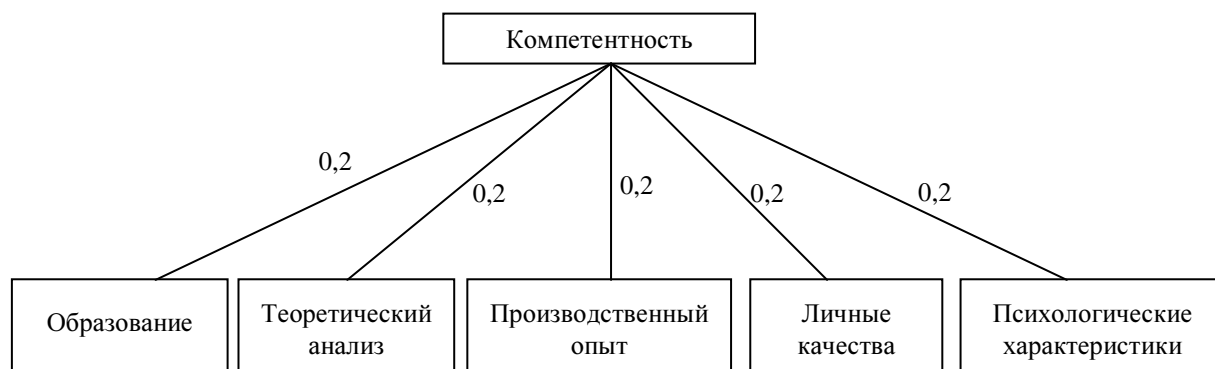 Компетентность
0,2
0,2
0,2
0,2
0,2
Образование
Теоретический
анализ
Производственный
опыт
Личные
качества
Психологические
характеристики